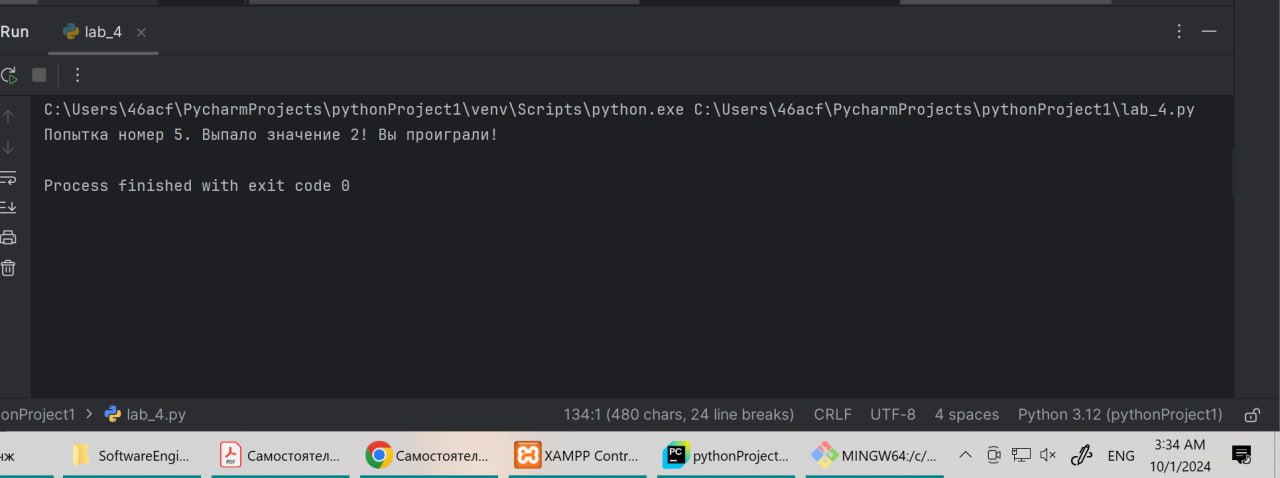 Run lab_4
C:\Users\46acf\PycharmProjects\pythonProject1\venv\Scripts\python.exe C:\Users\46acf\PycharmProjects\pythonProject1\lab_4.py
Попытка номер 5. Выпало значение 2! Вы проиграли!
Process finished with exit code 0
onProject1 > lab_4.py 134:1 (480 chars, 24 line breaks) CRLF UTF-8 4 spaces Python 3.12 (pythonProject1)
нж SoftwareEngi... Самостоятел... Самостоятел... XAMPP Contr... pythonProject... MINGW64:/c/... ENG 3:34 AM
10/1/2024